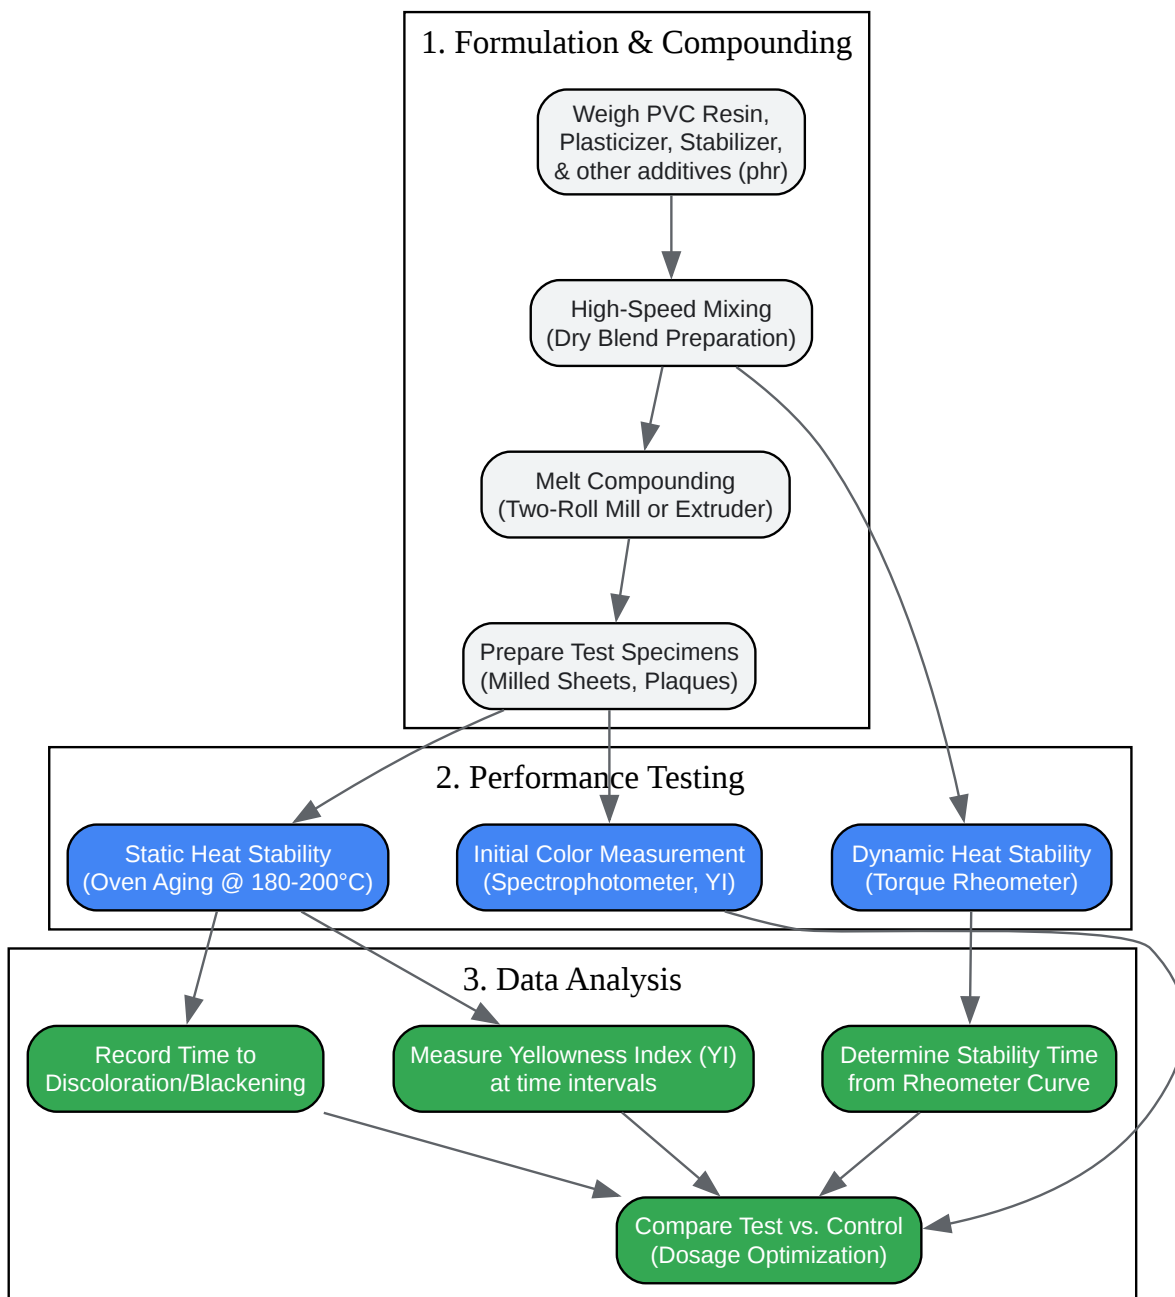 1. Formulation & Compounding
Weigh PVC Resin,
Plasticizer, Stabilizer,
& other additives (phr)
High-Speed Mixing
(Dry Blend Preparation)
Melt Compounding
(Two-Roll Mill or Extruder)
Prepare Test Specimens
(Milled Sheets, Plaques)
2. Performance Testing
Static Heat Stability
(Oven Aging @ 180-200°C)
Initial Color Measurement
(Spectrophotometer, YI)
Dynamic Heat Stability
(Torque Rheometer)
3. Data Analysis
Record Time to
Discoloration/Blackening
Measure Yellowness Index (YI)
at time intervals
Determine Stability Time
from Rheometer Curve
Compare Test vs. Control
(Dosage Optimization)